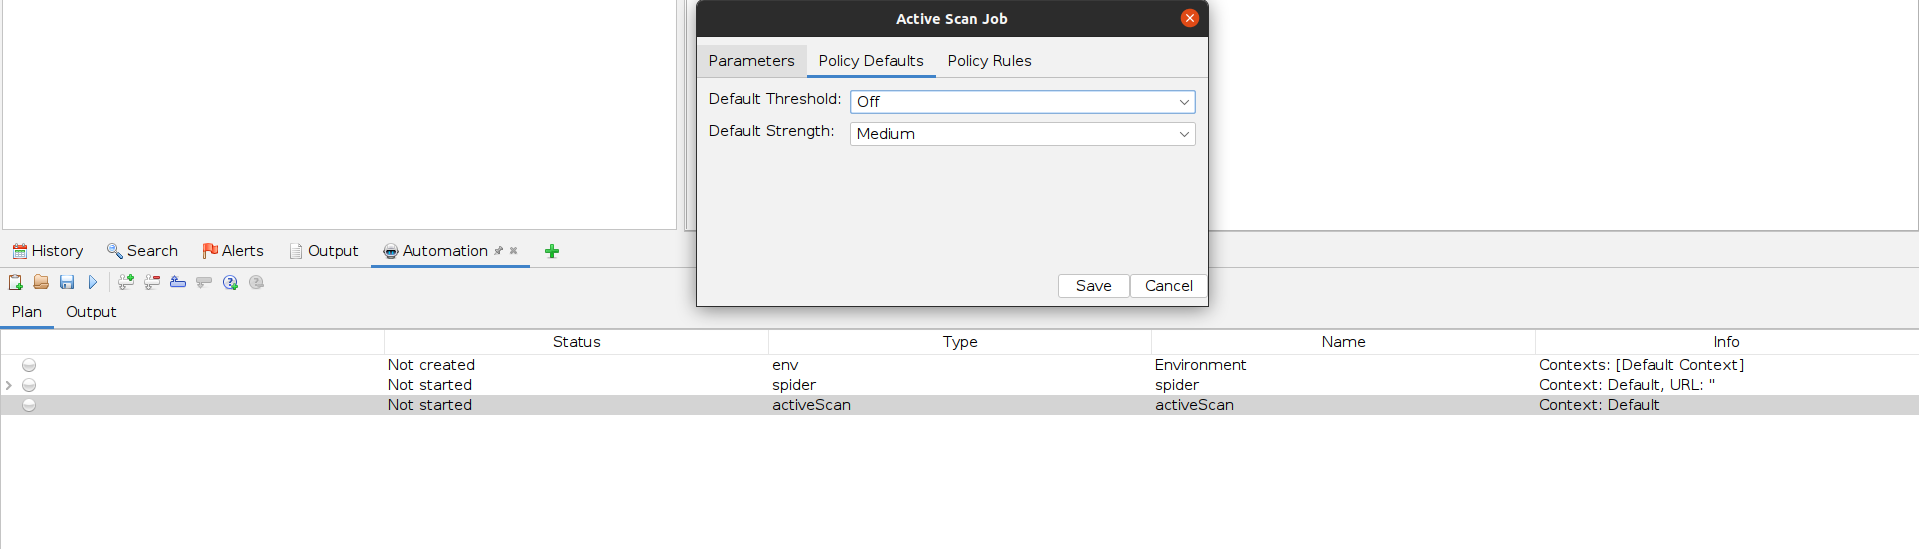 Active Scan Job
Parameters Policy Defaults Policy Rules
Default Threshold: Off
Default Strength: Medium
Save Cancel
History Search Alerts Output Automation
Plan Output
Status Type Name Info
Not created env Environment Contexts: [Default Context]
Not started spider spider Context: Default, URL: ''
Not started activeScan activeScan Context: Default